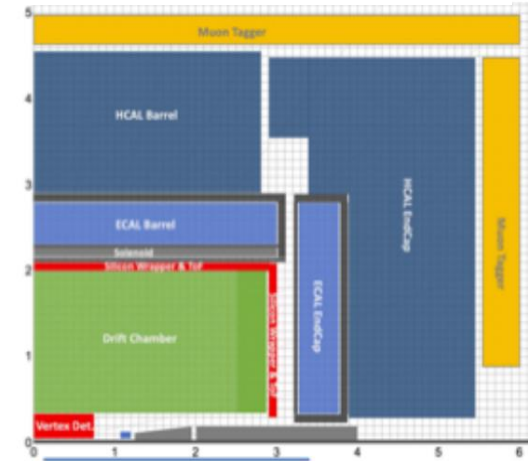 5
Muon Tagger
4
HCAL Barrel
3
ECAL Barrel
Solenoid
Silicon Wrapper & ToF
2
Drift Chamber
Silicon Wrapper & ToF
ECAL EndCap
HCAL EndCap
Muon Tagger
1
Vertex Det.
0
0 1 2 3 4 5 6